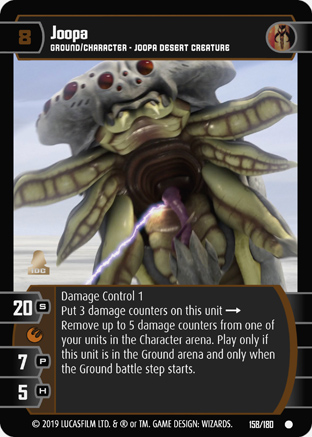 8
Joopa
GROUND/CHARACTER - JOOPA DESERT CREATURE
20 S
7 P
5 H
Damage Control 1
Put 3 damage counters on this unit →
Remove up to 5 damage counters from one of
your units in the Character arena. Play only if
this unit is in the Ground arena and only when
the Ground battle step starts.
© 2019 LUCASFILM LTD. & ® or TM. GAME DESIGN: WIZARDS.
158/180